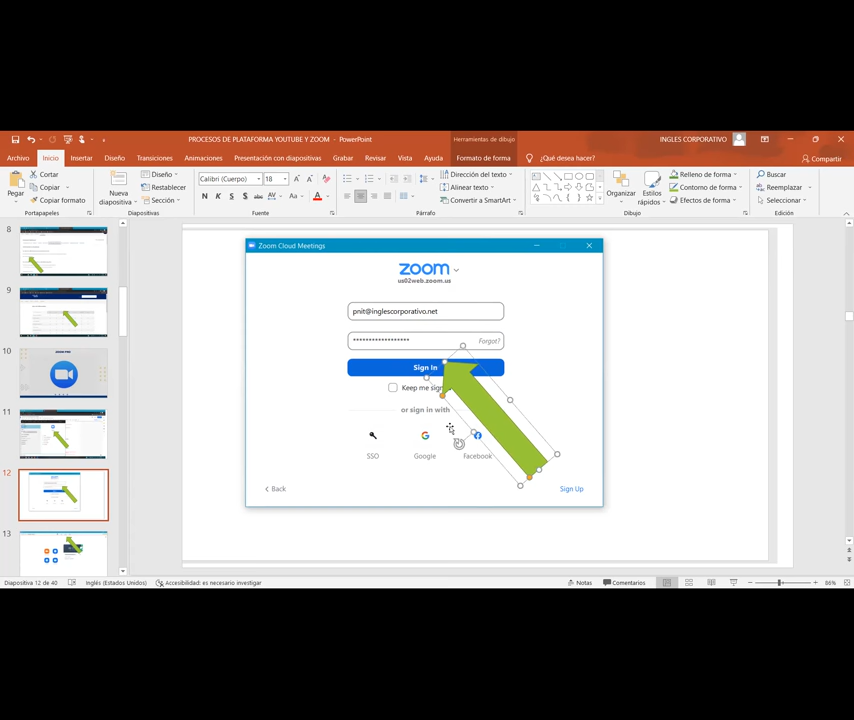 PROCESOS DE PLATAFORMA YOUTUBE Y ZOOM - PowerPoint
Herramientas de dibujo
INGLES CORPORATIVO
Archivo Inicio Insertar Diseño Transiciones Animaciones Presentación con diapositivas Grabar Revisar Vista Ayuda Formato de forma ¿Qué desea hacer? Compartir
Pegar
Cortar
Copiar
Copiar formato
Portapapeles
Nueva diapositiva
Diseño
Restablecer
Sección
Diapositivas
Calibri (Cuerpo) 18
N K S S abc AV Aa A
Fuente
Dirección del texto
Alinear texto
Convertir a SmartArt
Párrafo
Organizar
Estilos rápidos
Relleno de forma
Contorno de forma
Efectos de forma
Dibujo
Buscar
Reemplazar
Seleccionar
Edición
8
9
10
ZOOM PRO
11
12
13
Zoom Cloud Meetings
zoom
us02web.zoom.us
pnit@inglescorporativo.net
****************** Forgot?
Sign In
Keep me sign
or sign in with
SSO Google Facebook
Back Sign Up
Diapositiva 12 de 40 Inglés (Estados Unidos) Accesibilidad: es necesario investigar Notas Comentarios 86%